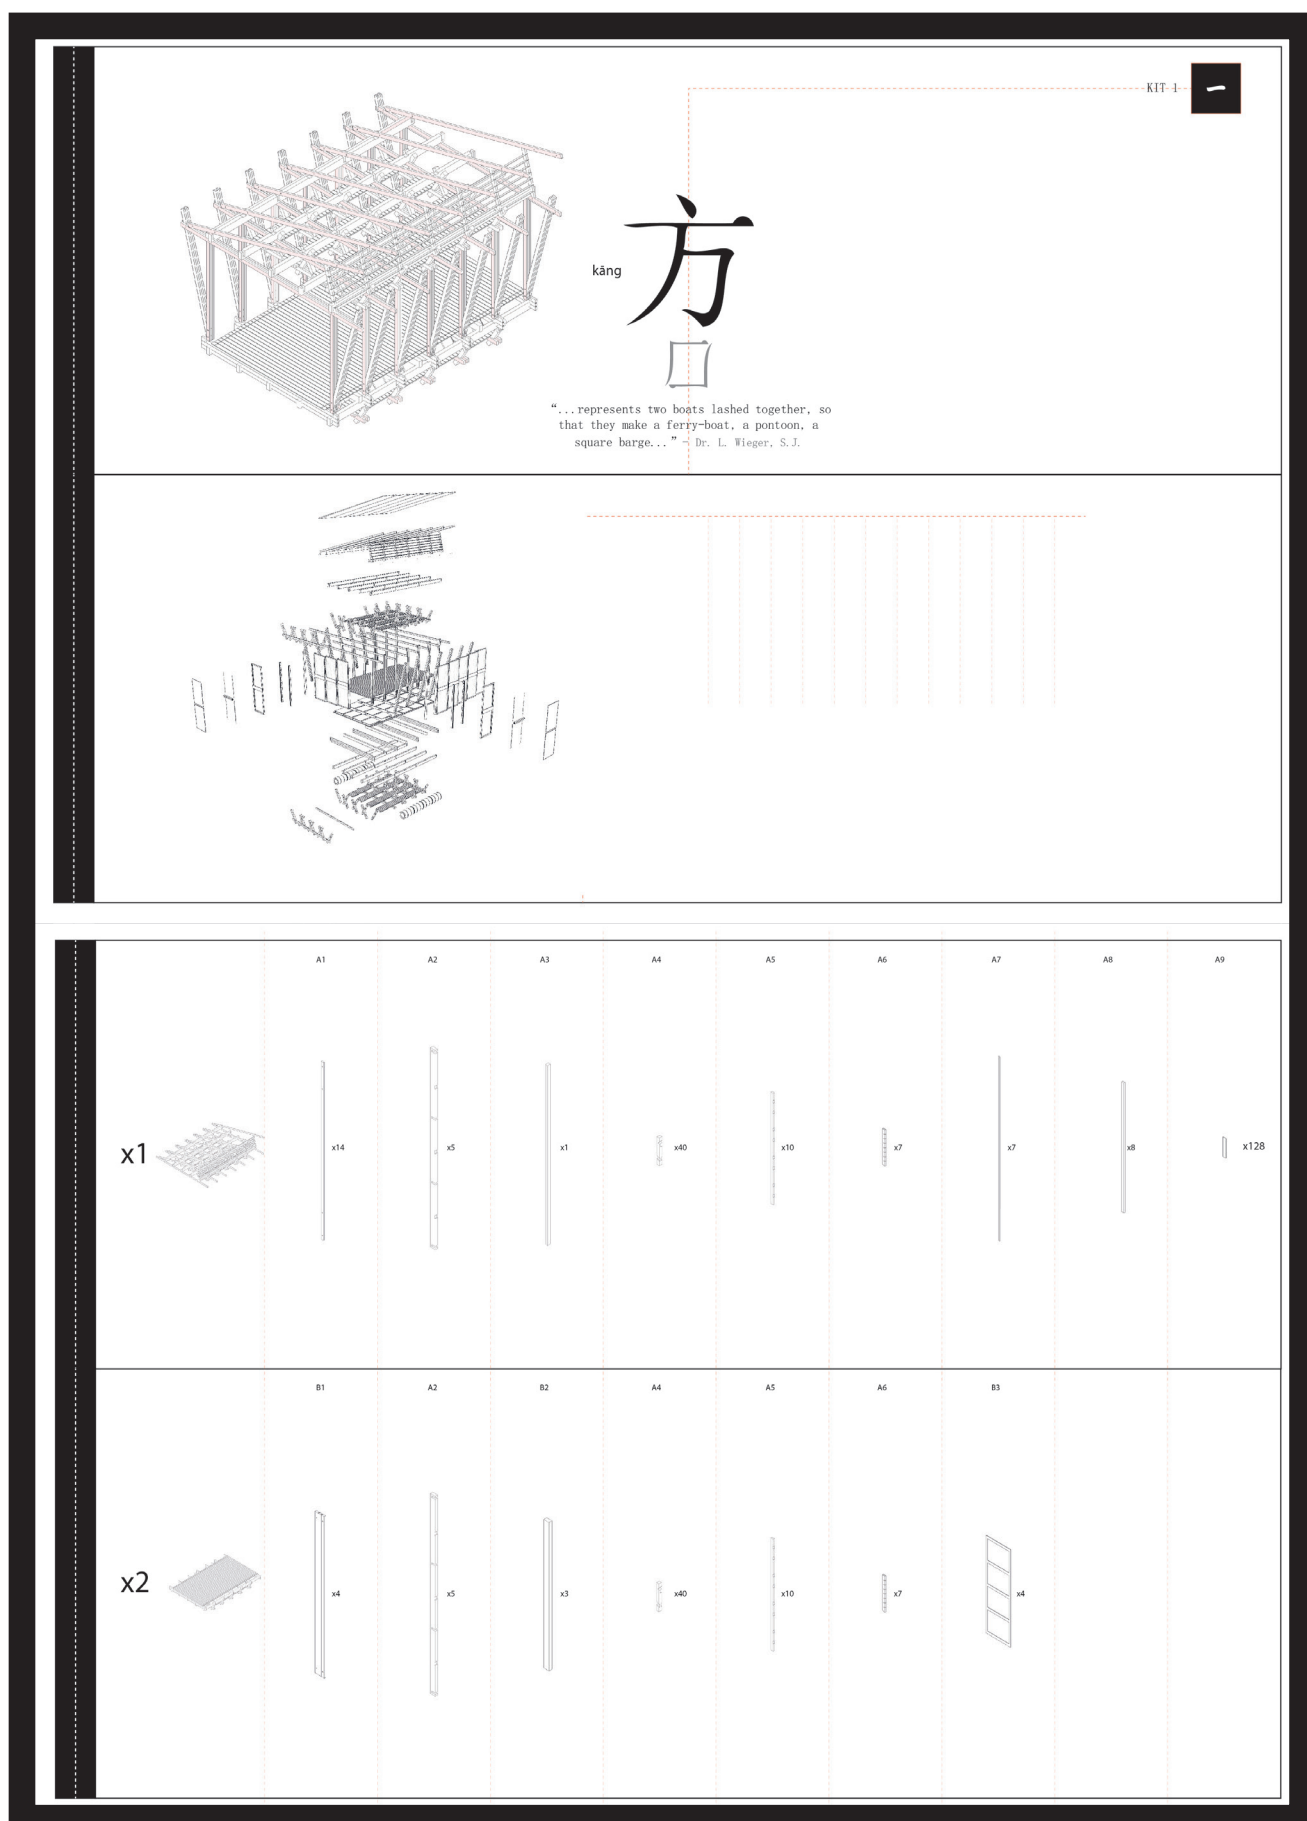 KIT 1 一
kāng 方
口
“...represents two boats lashed together, so
that they make a ferry-boat, a pontoon, a
square barge...” - Dr. L. Wieger, S.J.
A1 A2 A3 A4 A5 A6 A7 A8 A9
x1 x14 x5 x1 x40 x10 x7 x7 x8 x128
B1 A2 B2 A4 A5 A6 B3
x2 x4 x5 x3 x40 x10 x7 x4